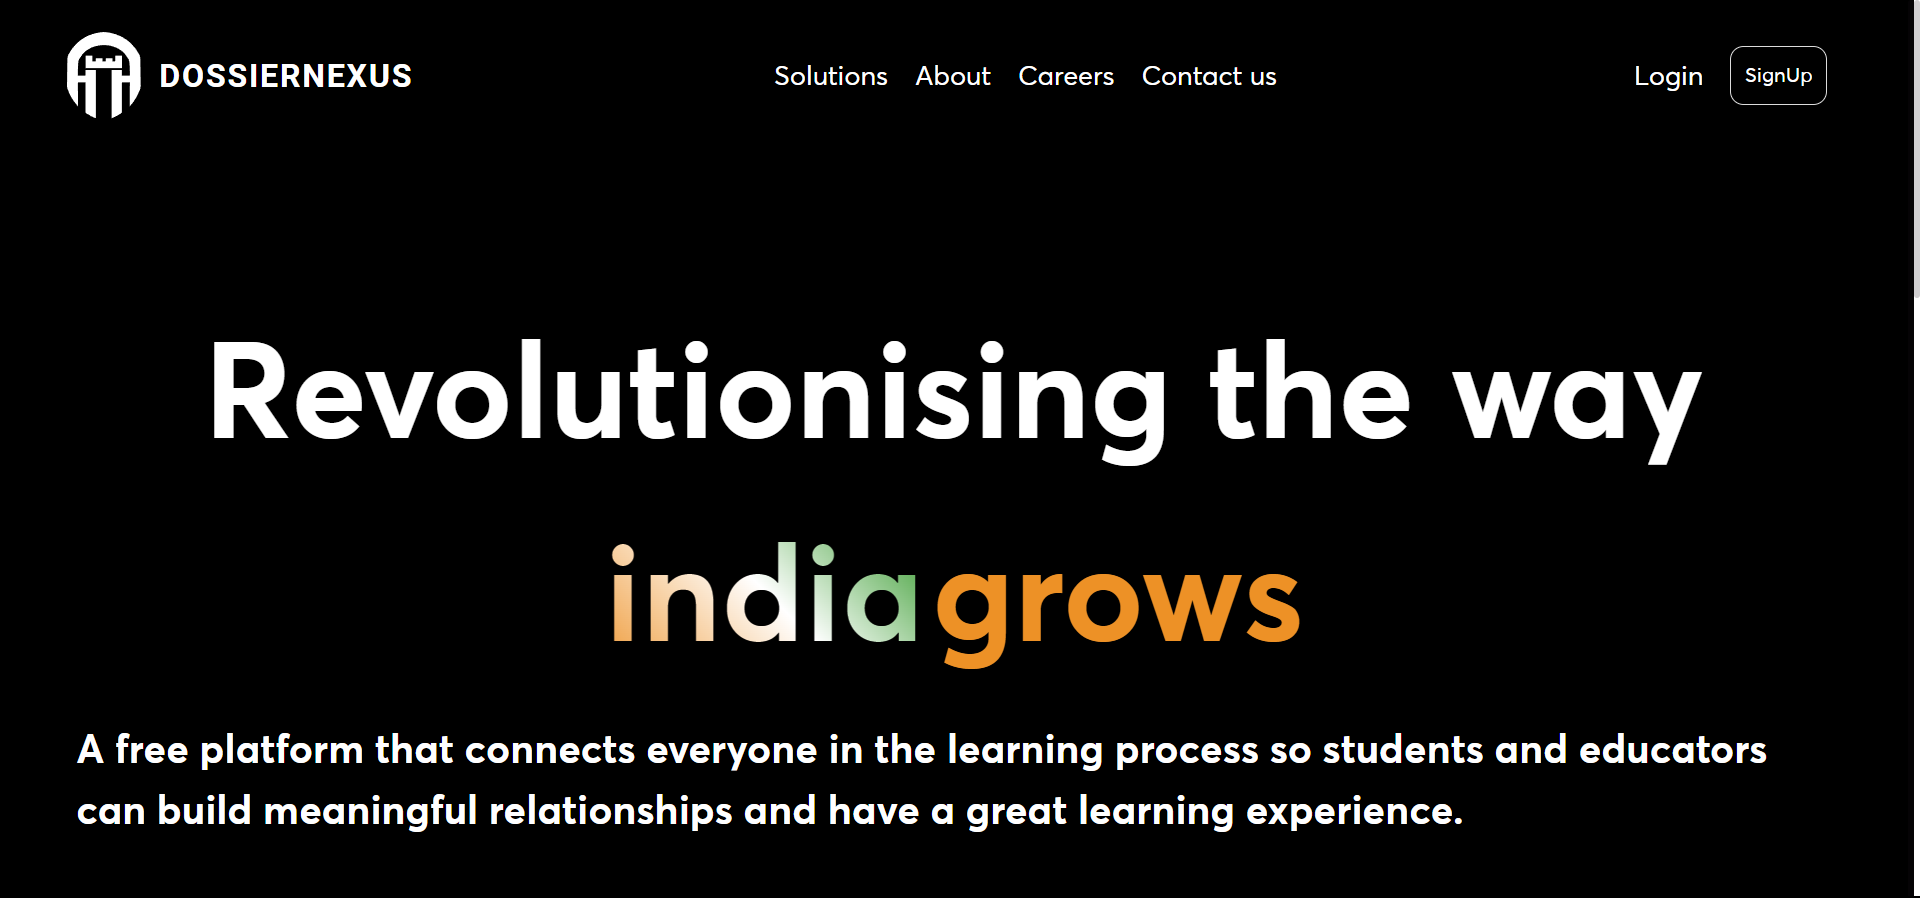 DOSSIERNEXUS
Solutions About Careers Contact us
Login SignUp
Revolutionising the way
india grows
A free platform that connects everyone in the learning process so students and educators
can build meaningful relationships and have a great learning experience.